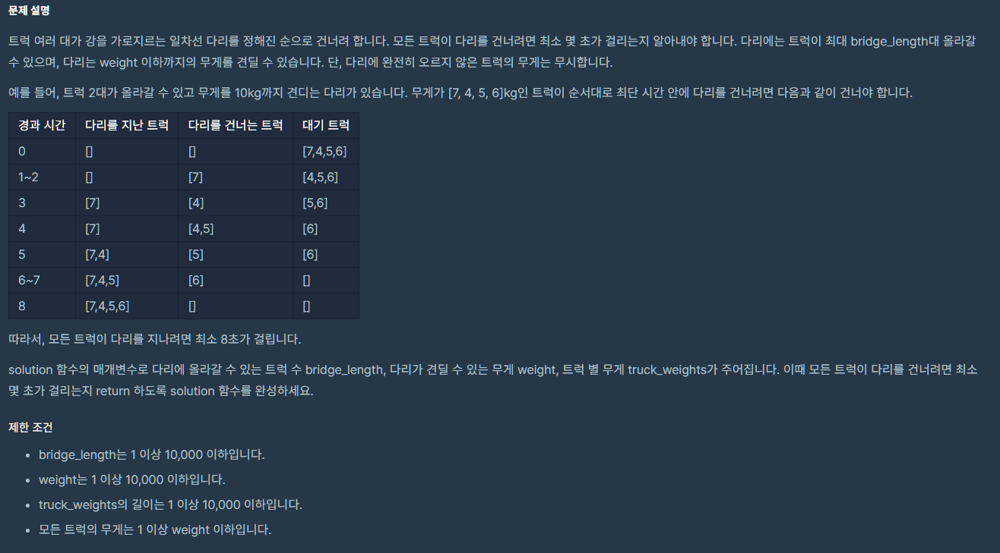 문제 설명
트럭 여러 대가 강을 가로지르는 일차선 다리를 정해진 순으로 건너려 합니다. 모든 트럭이 다리를 건너려면 최소 몇 초가 걸리는지 알아내야 합니다. 다리에는 트럭이 최대 bridge_length대 올라갈
수 있으며, 다리는 weight 이하까지의 무게를 견딜 수 있습니다. 단, 다리에 완전히 오르지 않은 트럭의 무게는 무시합니다.
예를 들어, 트럭 2대가 올라갈 수 있고 무게를 10kg까지 견디는 다리가 있습니다. 무게가 [7, 4, 5, 6]kg인 트럭이 순서대로 최단 시간 안에 다리를 건너려면 다음과 같이 건너야 합니다.
경과 시간 다리를 지난 트럭 다리를 건너는 트럭 대기 트럭
0 [] [] [7,4,5,6]
1~2 [] [7] [4,5,6]
3 [7] [4] [5,6]
4 [7] [4,5] [6]
5 [7,4] [5] [6]
6~7 [7,4,5] [6] []
8 [7,4,5,6] [] []
따라서, 모든 트럭이 다리를 지나려면 최소 8초가 걸립니다.
solution 함수의 매개변수로 다리에 올라갈 수 있는 트럭 수 bridge_length, 다리가 견딜 수 있는 무게 weight, 트럭 별 무게 truck_weights가 주어집니다. 이때 모든 트럭이 다리를 건너려면 최소
몇 초가 걸리는지 return 하도록 solution 함수를 완성하세요.
제한 조건
• bridge_length는 1 이상 10,000 이하입니다.
• weight는 1 이상 10,000 이하입니다.
• truck_weights의 길이는 1 이상 10,000 이하입니다.
• 모든 트럭의 무게는 1 이상 weight 이하입니다.